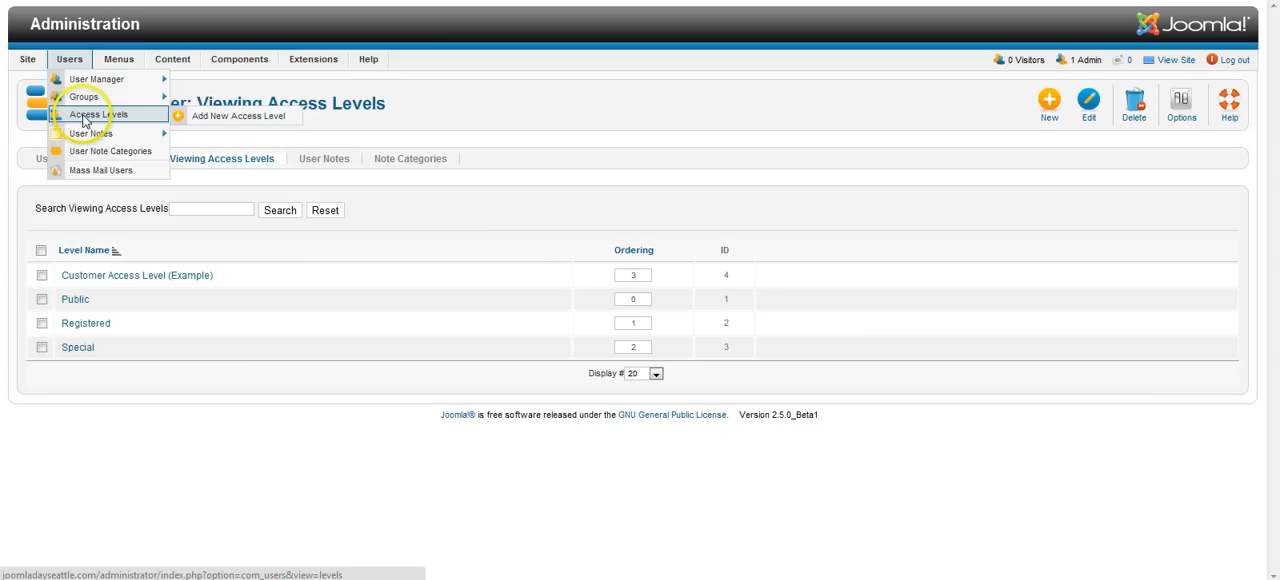 Administration
Joomla!
Site Users Menus Content Components Extensions Help
0 Visitors 1 Admin 0 View Site Log out
User Manager
Groups
Access Levels
Add New Access Level
User Notes
User Note Categories
Mass Mail Users
er: Viewing Access Levels
New Edit Delete Options Help
Us Viewing Access Levels User Notes Note Categories
Search Viewing Access Levels Search Reset
Level Name Ordering ID
Customer Access Level (Example) 3 4
Public 0 1
Registered 1 2
Special 2 3
Display # 20
Joomla!® is free software released under the GNU General Public License. Version 2.5.0_Beta1
joomladayseattle.com/administrator/index.php?option=com_users&view=levels